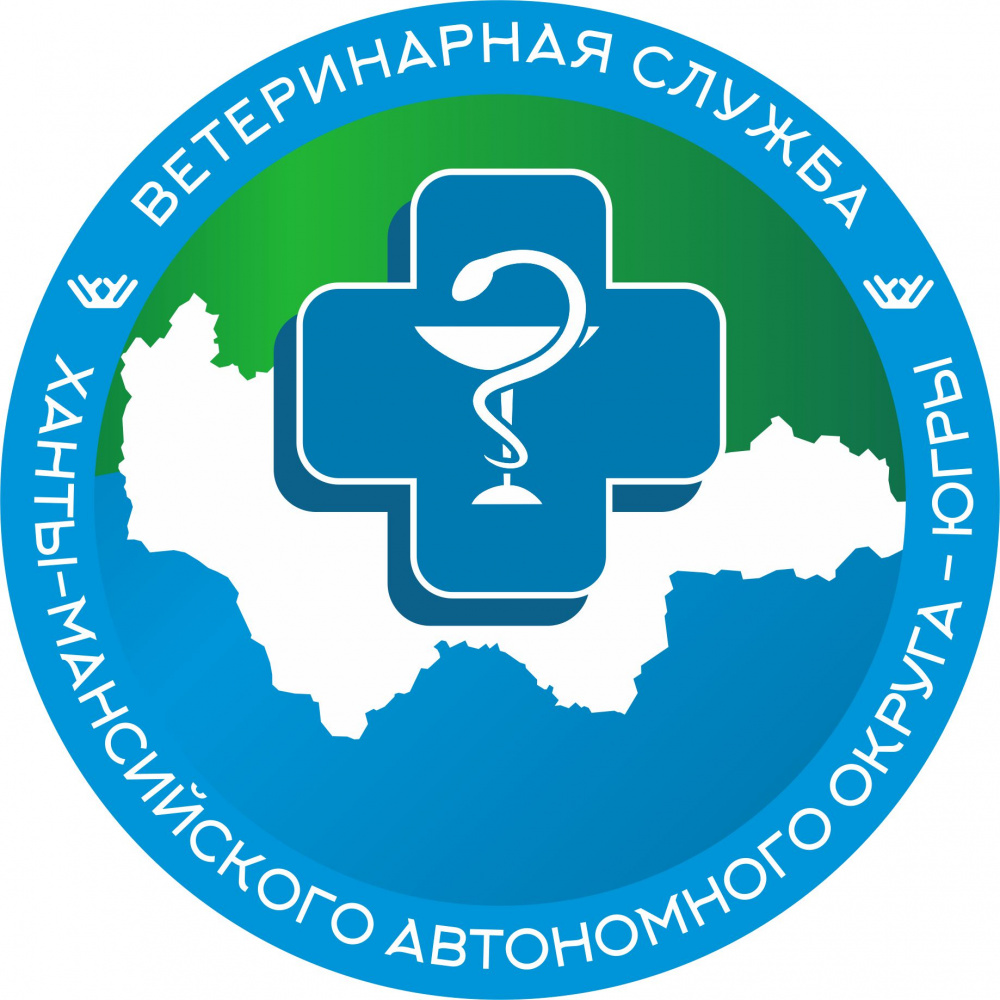 ВЕТЕРИНАРНАЯ СЛУЖБА
ХАНТЫ-МАНСИЙСКОГО АВТОНОМНОГО ОКРУГА - ЮГРЫ